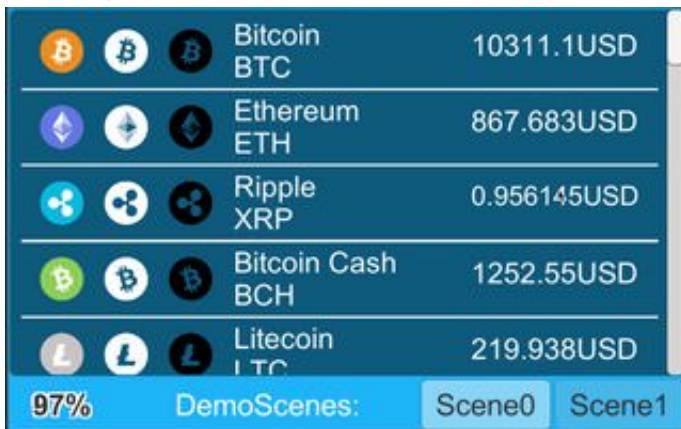 Bitcoin
BTC
10311.1USD
Ethereum
ETH
867.683USD
Ripple
XRP
0.956145USD
Bitcoin Cash
BCH
1252.55USD
Litecoin
LTC
219.938USD
97% DemoScenes: Scene0 Scene1